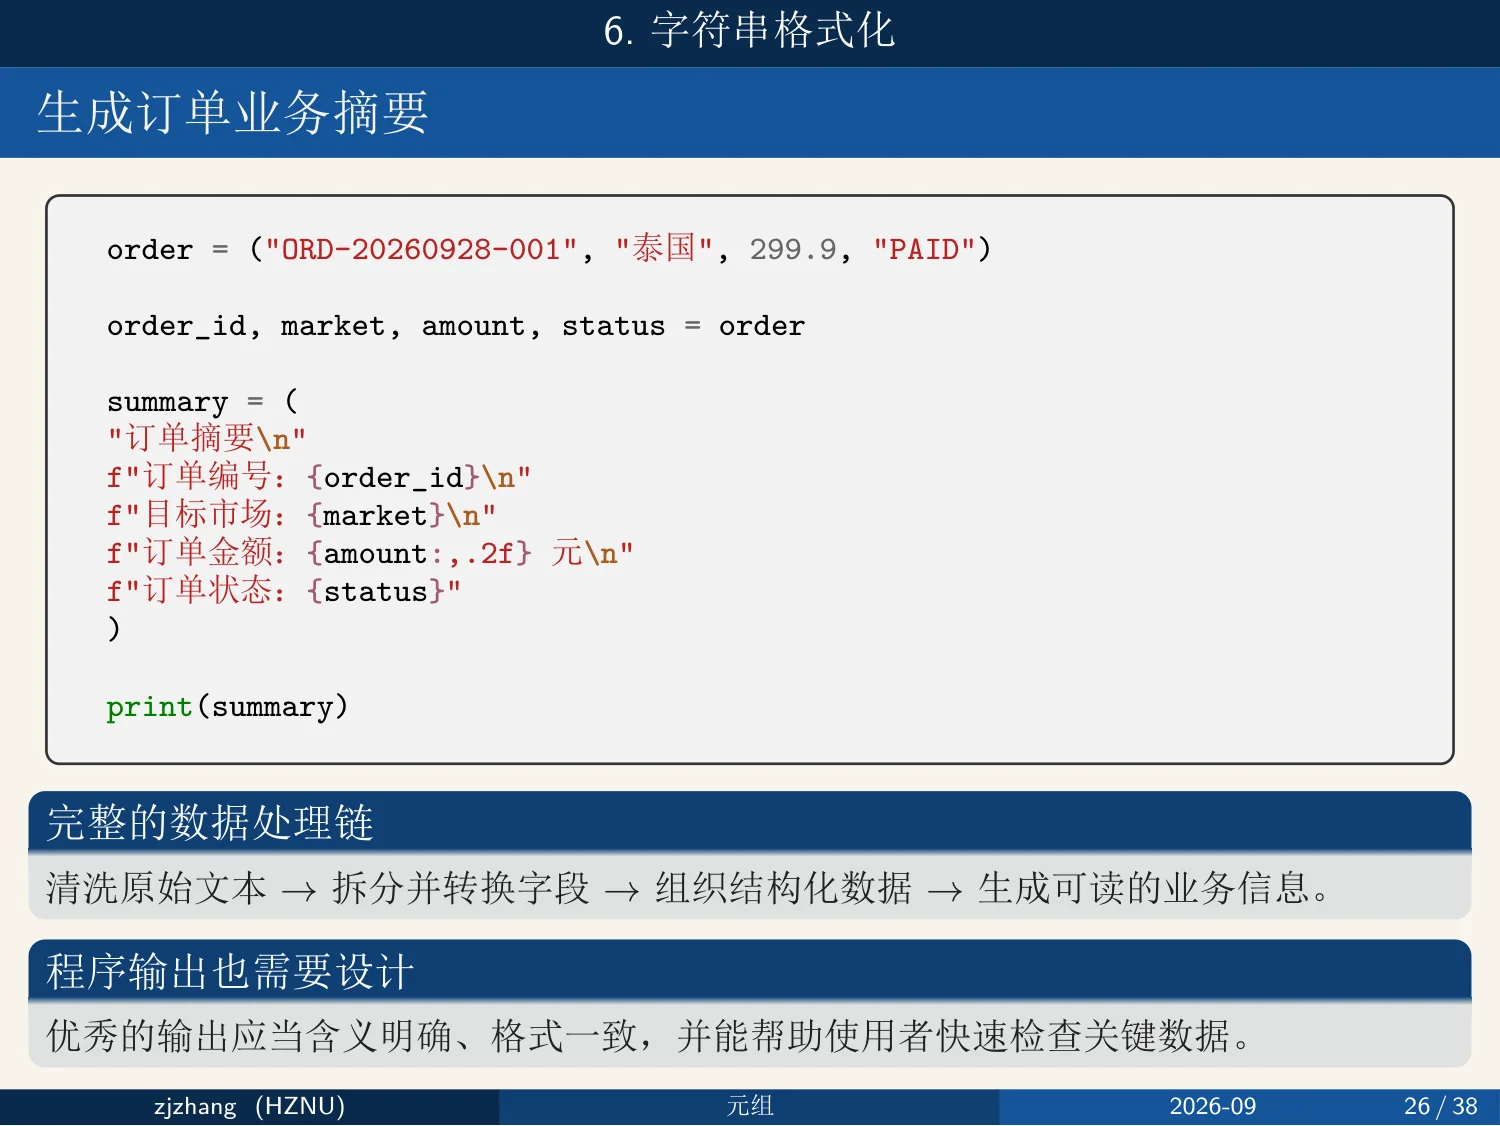 6. 字符串格式化
生成订单业务摘要
order = ("ORD-20260928-001", "泰国", 299.9, "PAID")
order_id, market, amount, status = order
summary = (
"订单摘要\n"
f"订单编号：{order_id}\n"
f"目标市场：{market}\n"
f"订单金额：{amount:,.2f} 元\n"
f"订单状态：{status}"
)
print(summary)
完整的数据处理链
清洗原始文本 → 拆分并转换字段 → 组织结构化数据 → 生成可读的业务信息。
程序输出也需要设计
优秀的输出应当含义明确、格式一致，并能帮助使用者快速检查关键数据。
zjzhang (HZNU) 元组 2026-09 26 / 38